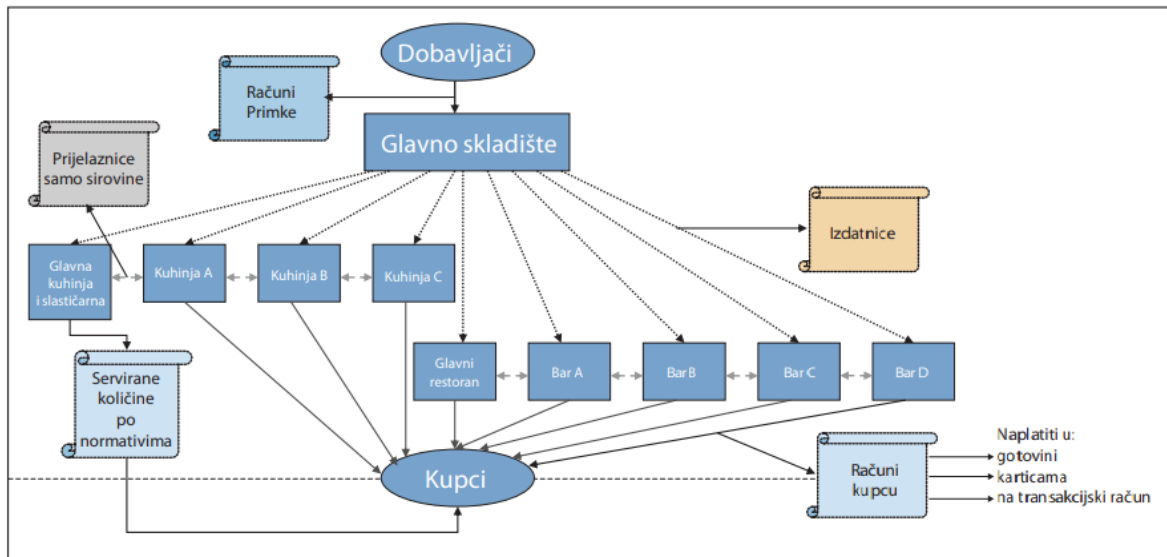 Dobavljači
Računi
Primke
Glavno skladište
Prijelaznice
samo sirovine
Izdatnice
Glavna
kuhinja
i slastičarna
Kuhinja A
Kuhinja B
Kuhinja C
Glavni
restoran
Bar A
Bar B
Bar C
Bar D
Servirane
količine
po
normativima
Kupci
Računi
kupcu
Naplatiti u:
gotovini
karticama
na transakcijski račun